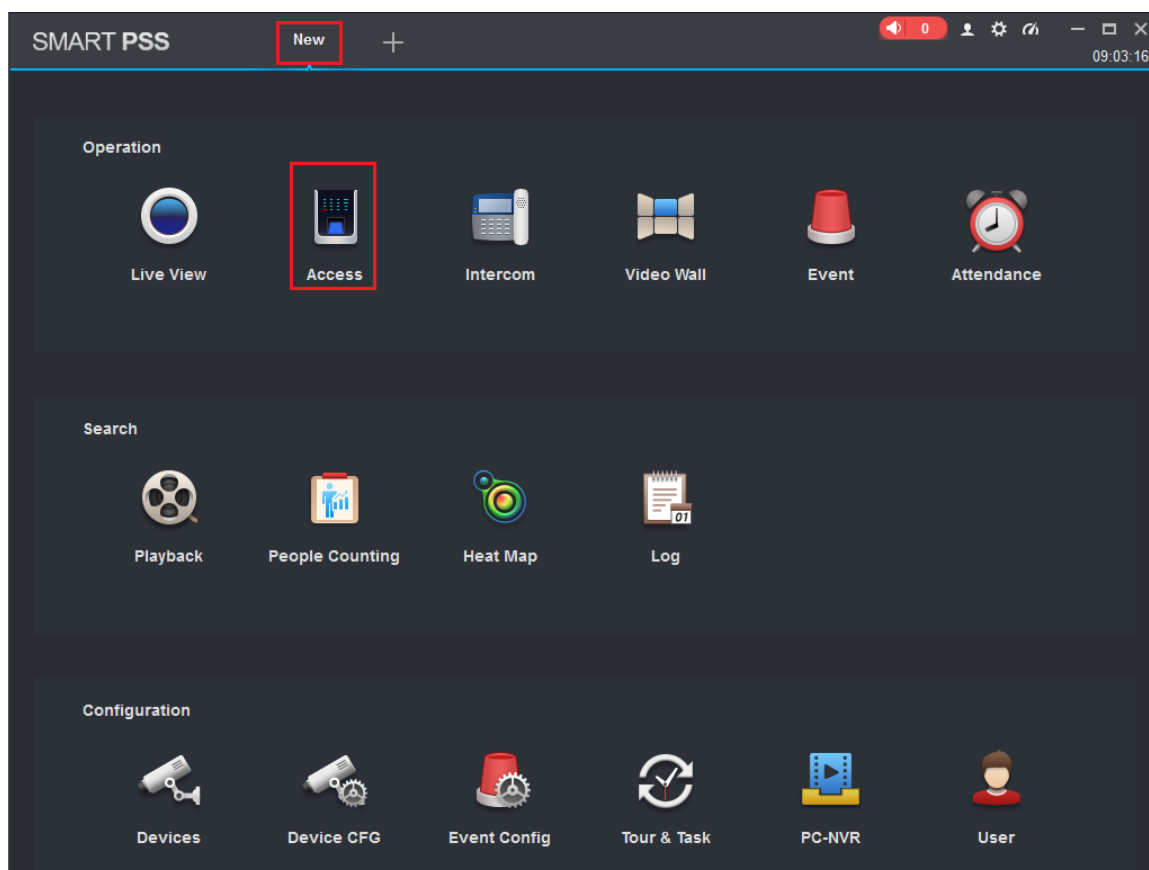 SMART PSS New + 0
09:03:16
Operation
Live View Access Intercom Video Wall Event Attendance
Search
01
Playback People Counting Heat Map Log
Configuration
Devices Device CFG Event Config Tour & Task PC-NVR User